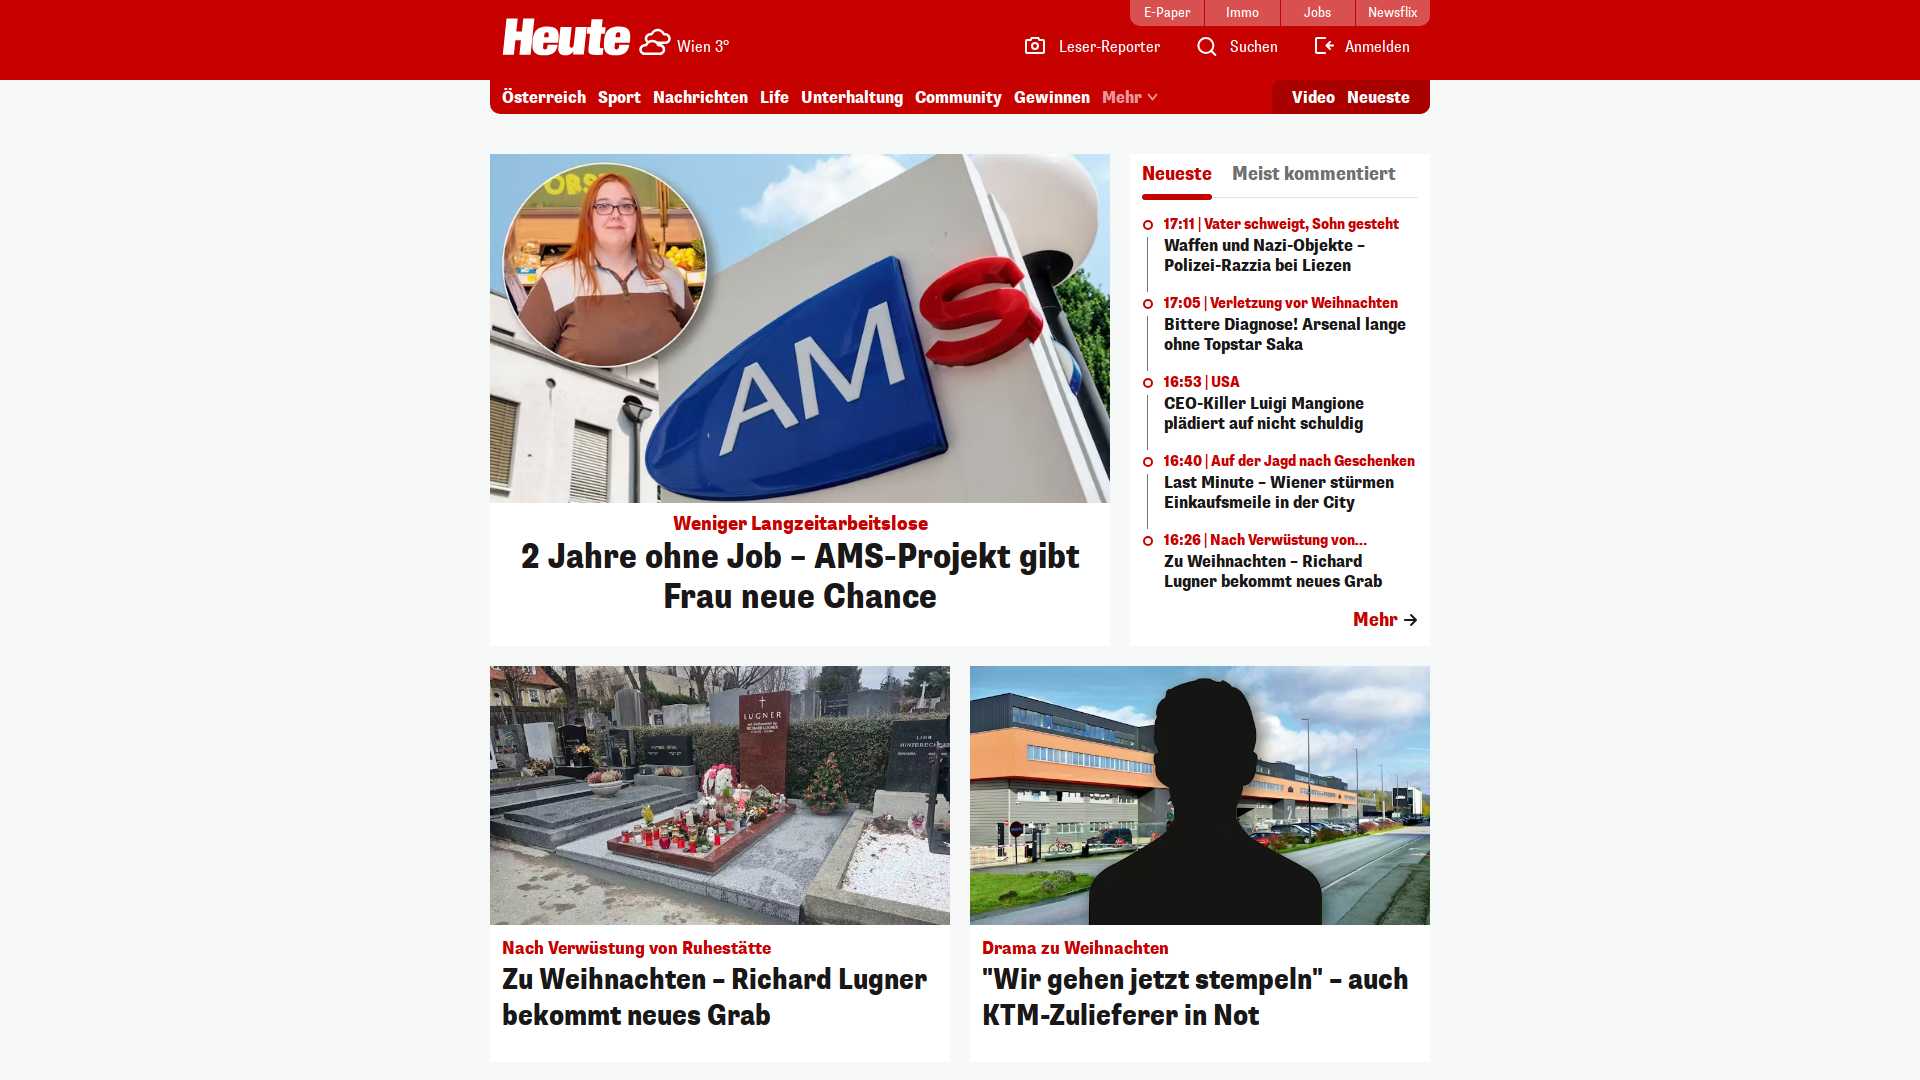 E-Paper
Immo
Jobs
Newsflix
Heute
Wien 3°
Leser-Reporter
Suchen
Anmelden
Österreich
Sport
Nachrichten
Life
Unterhaltung
Community
Gewinnen
Mehr
Video
Neueste
OBST
AMS
Weniger Langzeitarbeitslose
2 Jahre ohne Job – AMS-Projekt gibt
Frau neue Chance
Neueste
Meist kommentiert
17:11 | Vater schweigt, Sohn gesteht
Waffen und Nazi-Objekte –
Polizei-Razzia bei Liezen
17:05 | Verletzung vor Weihnachten
Bittere Diagnose! Arsenal lange
ohne Topstar Saka
16:53 | USA
CEO-Killer Luigi Mangione
plädiert auf nicht schuldig
16:40 | Auf der Jagd nach Geschenken
Last Minute – Wiener stürmen
Einkaufsmeile in der City
16:26 | Nach Verwüstung von...
Zu Weihnachten – Richard
Lugner bekommt neues Grab
Mehr
LUGNER
Nach Verwüstung von Ruhestätte
Zu Weihnachten – Richard Lugner
bekommt neues Grab
Drama zu Weihnachten
"Wir gehen jetzt stempeln" – auch
KTM-Zulieferer in Not